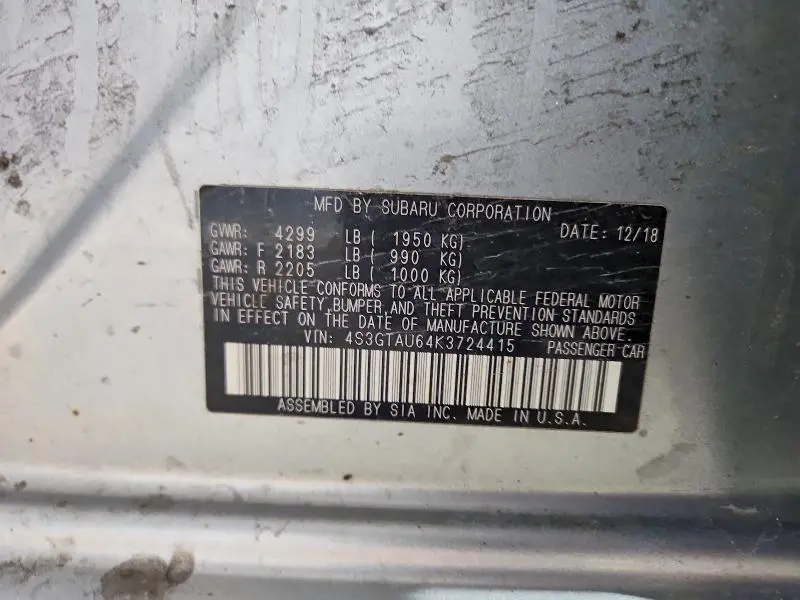 MFD BY SUBARU CORPORATION
GVWR: 4299 LB ( 1950 KG) DATE: 12/18
GAWR: F 2183 LB ( 990 KG)
GAWR: R 2205 LB ( 1000 KG)
THIS VEHICLE CONFORMS TO ALL APPLICABLE FEDERAL MOTOR
VEHICLE SAFETY,BUMPER,AND THEFT PREVENTION STANDARDS
IN EFFECT ON THE DATE OF MANUFACTURE SHOWN ABOVE.
VIN: 4S3GTAU64K3724415 PASSENGER CAR
ASSEMBLED BY SIA INC. MADE IN U.S.A.